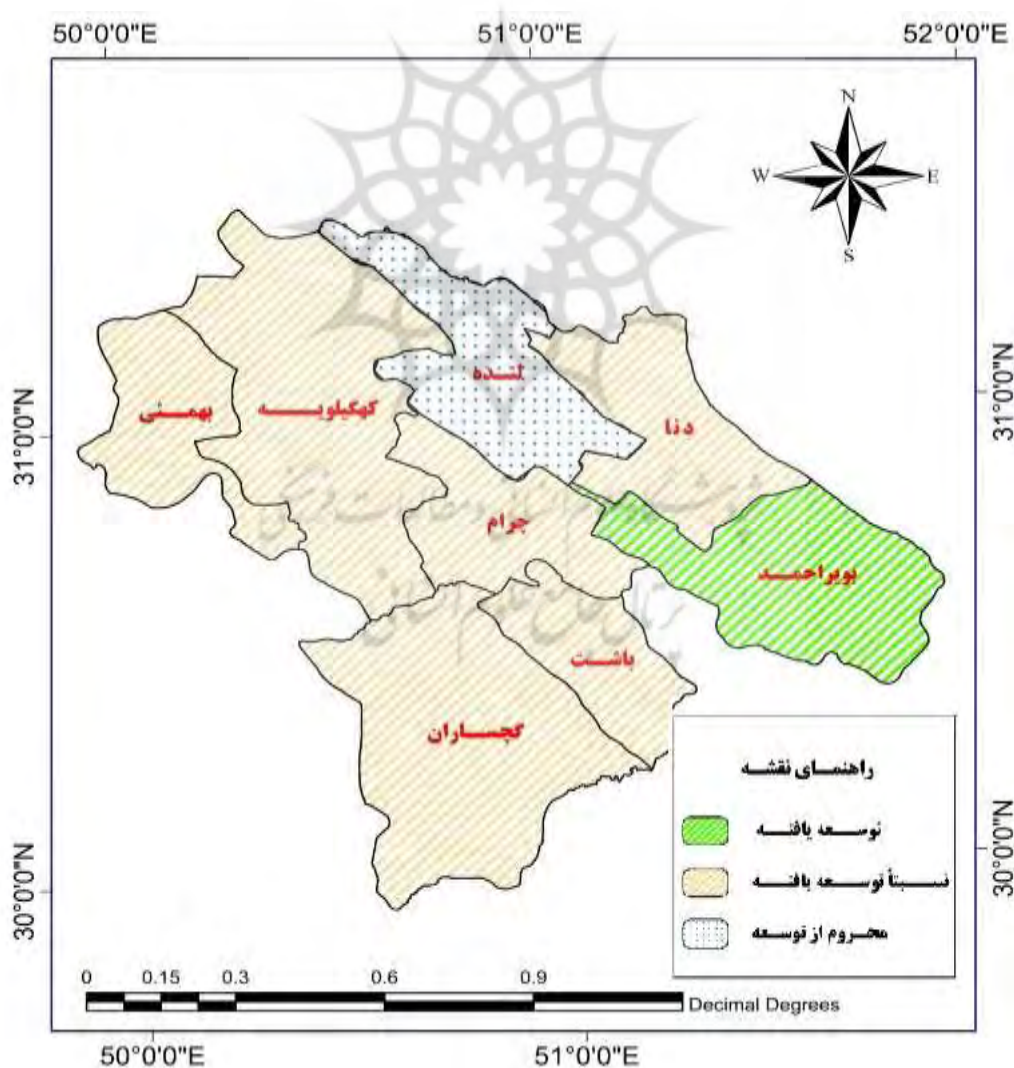 50°0'0"E 51°0'0"E 52°0'0"E
N
W E
S
31°0'0"N
31°0'0"N
لنده
دنا
کهکیلویه
بهمئی
چرام
بویراحمد
باشت
گچساران
راهنمای نقشه
توسعه یافته
نسبتاً توسعه یافته
محروم از توسعه
30°0'0"N
30°0'0"N
0 0.15 0.3 0.6 0.9
Decimal Degrees
50°0'0"E 51°0'0"E